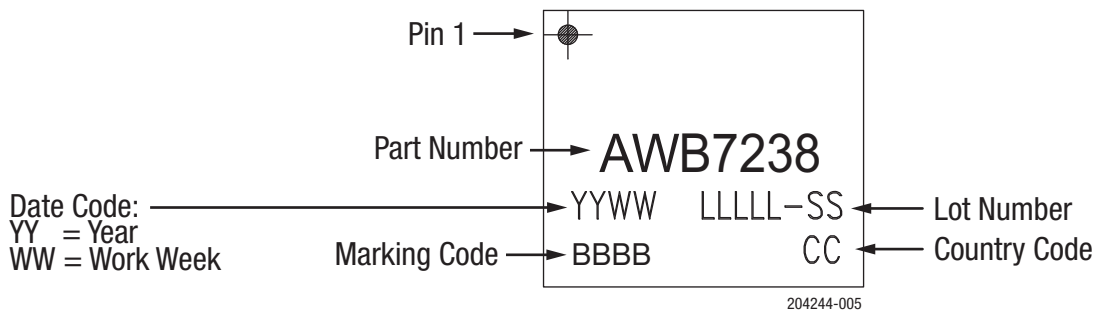 Pin 1
Part Number
AWB7238
Date Code:
YY = Year
WW = Work Week
YYWW LLLLL-SS
Lot Number
Marking Code
BBBB CC
Country Code
204244-005